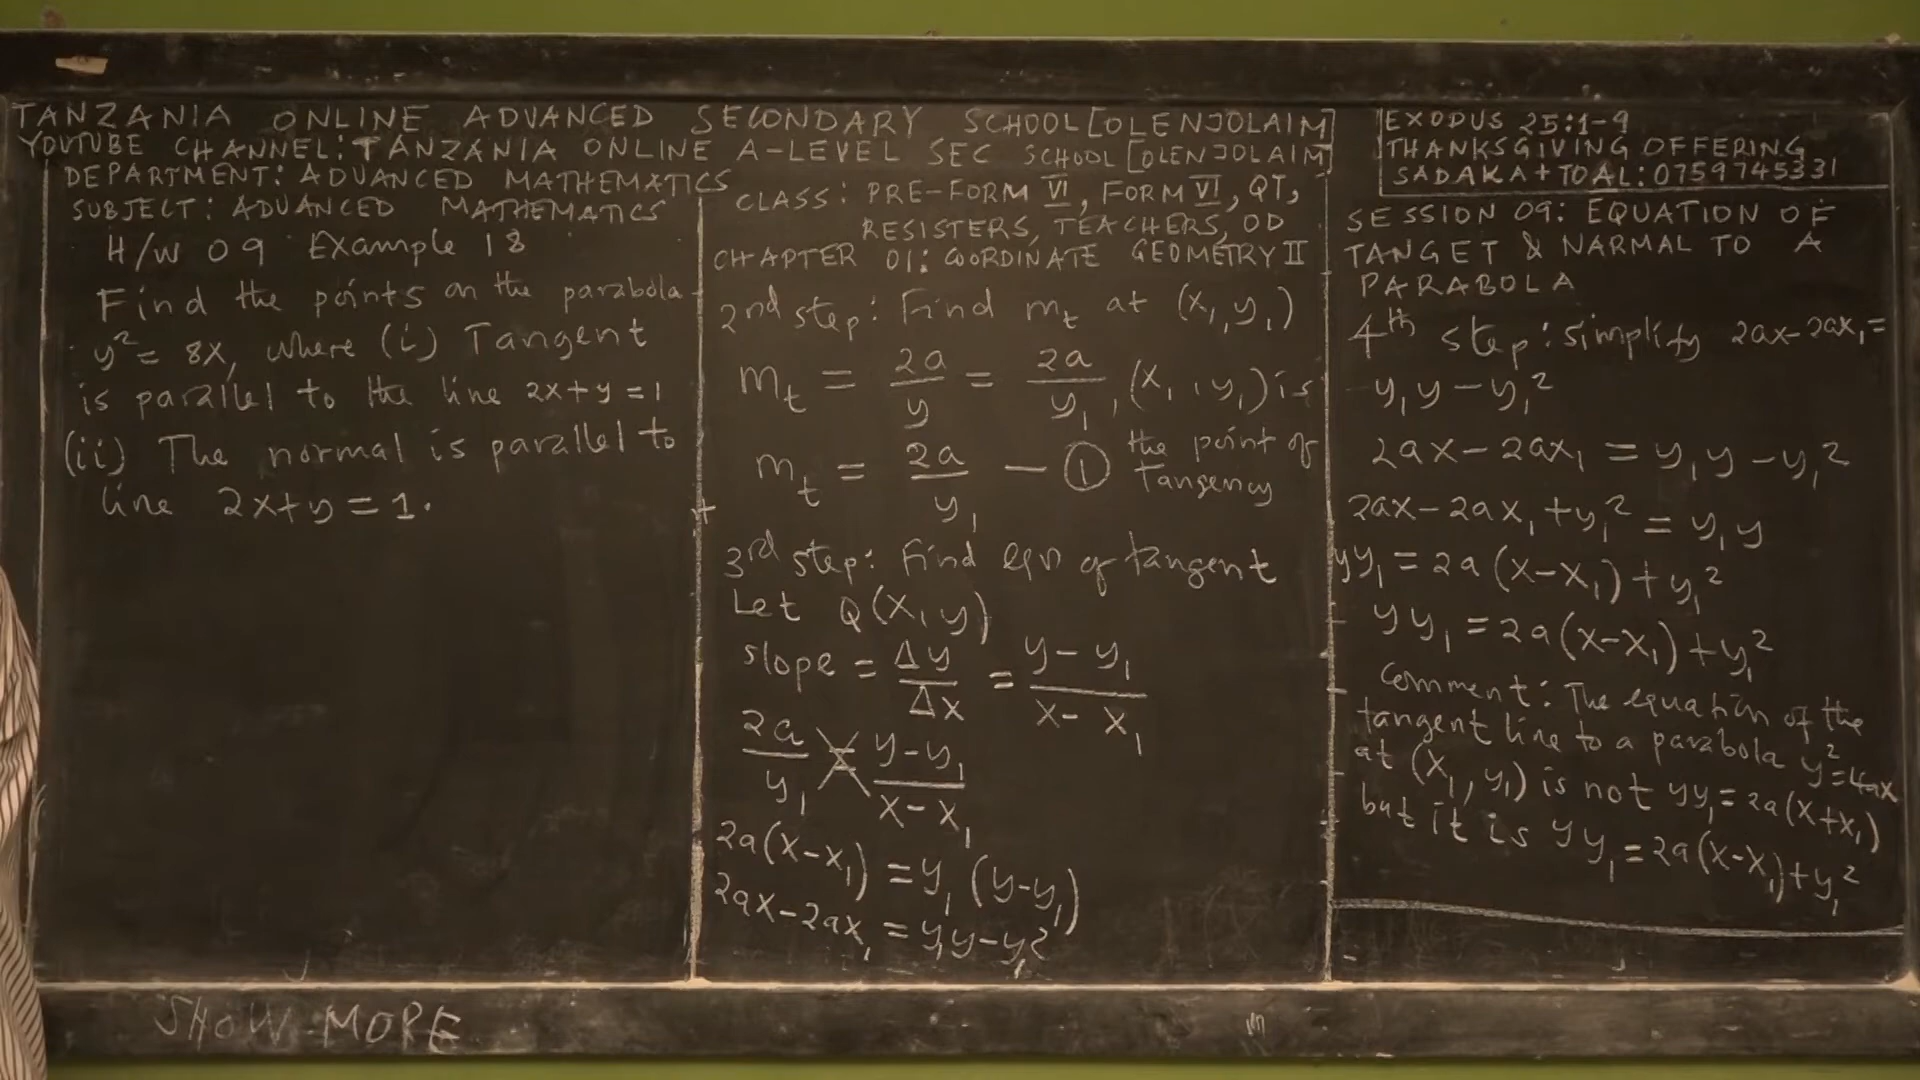 TANZANIA ONLINE ADVANCED SECONDARY SCHOOL [OLENJOLAIM]
YOUTUBE CHANNEL: TANZANIA ONLINE A-LEVEL SEC SCHOOL [OLENJOLAIM]
DEPARTMENT: ADVANCED MATHEMATICS
SUBJECT: ADVANCED MATHEMATICS
H/W 09 Example 18
Find the points on the parabola
y² = 8x, where (i) Tangent
is parallel to the line 2x+y=1
(ii) The normal is parallel to
line 2x+y=1.
CLASS: PRE-FORM VI, FORM VI, QT,
RESISTERS, TEACHERS, OD
CHAPTER 01: COORDINATE GEOMETRY II
2nd step: Find m_t at (x₁,y₁)
m_t = 2a/y = 2a/y₁, (x₁,y₁) is
the point of
Tangency
m_t = 2a/y₁ — ①
3rd step: Find eqn of tangent
Let Q(x,y)
slope = Δy/Δx = y-y₁/x-x₁
2a/y₁ = y-y₁/x-x₁
2a(x-x₁) = y₁(y-y₁)
2ax-2ax₁ = y₁y-y₁²
EXODUS 25:1-9
THANKSGIVING OFFERING
SADAKA+TOAL: 0759745331
SESSION 09: EQUATION OF
TANGET & NARMAL TO A
PARABOLA
4th step: simplify 2ax-2ax₁=
y₁y-y₁²
2ax-2ax₁ = y₁y-y₁²
2ax-2ax₁+y₁² = y₁y
yy₁ = 2a(x-x₁)+y₁²
yy₁ = 2a(x-x₁)+y₁²
Comment: The equation of the
tangent line to a parabola y²=4ax
at (x₁,y₁) is not yy₁=2a(x+x₁)
but it is yy₁=2a(x-x₁)+y₁²
SHOW MORE